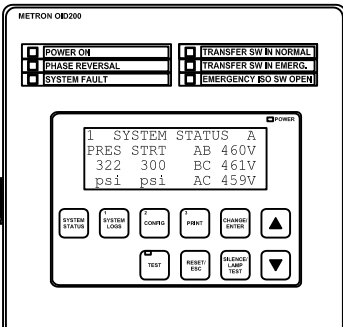 METRON OID200
POWER ON
PHASE REVERSAL
SYSTEM FAULT
TRANSFER SW IN NORMAL
TRANSFER SW IN EMERG.
EMERGENCY ISO SW OPEN
POWER
1 SYSTEM STATUS A
PRES STRT AB 460V
322 300 BC 461V
psi psi AC 459V
SYSTEM
STATUS
1
SYSTEM
LOGS
2
CONFIG
3
PRINT
CHANGE/
ENTER
TEST
RESET/
ESC
SILENCE/
LAMP
TEST